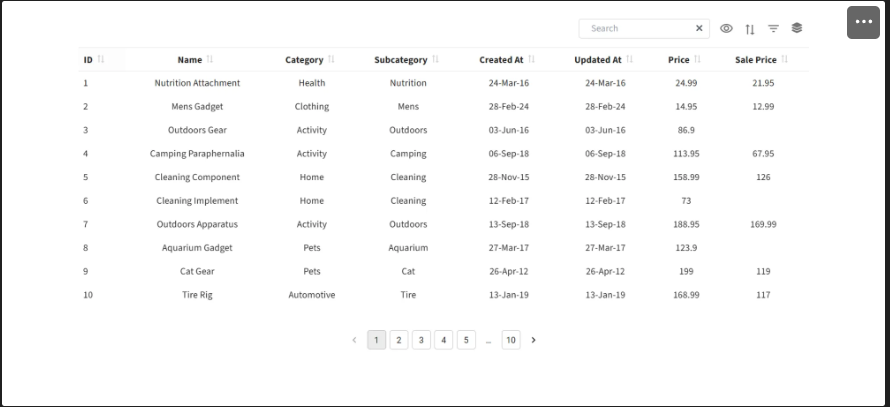 Search
ID Name Category Subcategory Created At Updated At Price Sale Price
1 Nutrition Attachment Health Nutrition 24-Mar-16 24-Mar-16 24.99 21.95
2 Mens Gadget Clothing Mens 28-Feb-24 28-Feb-24 14.95 12.99
3 Outdoors Gear Activity Outdoors 03-Jun-16 03-Jun-16 86.9
4 Camping Paraphernalia Activity Camping 06-Sep-18 06-Sep-18 113.95 67.95
5 Cleaning Component Home Cleaning 28-Nov-15 28-Nov-15 158.99 126
6 Cleaning Implement Home Cleaning 12-Feb-17 12-Feb-17 73
7 Outdoors Apparatus Activity Outdoors 13-Sep-18 13-Sep-18 188.95 169.99
8 Aquarium Gadget Pets Aquarium 27-Mar-17 27-Mar-17 123.9
9 Cat Gear Pets Cat 26-Apr-12 26-Apr-12 199 119
10 Tire Rig Automotive Tire 13-Jan-19 13-Jan-19 168.99 117
1 2 3 4 5 ... 10